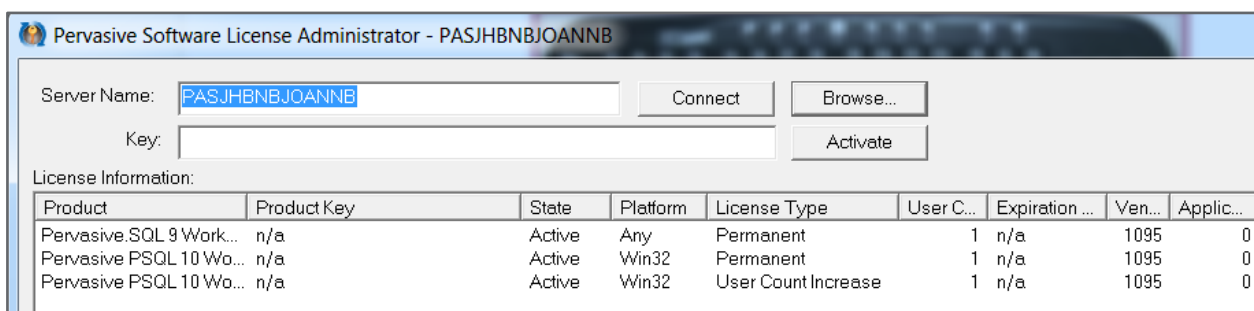 Pervasive Software License Administrator - PASJHBNBJOANNB
Server Name: PASJHBNBJOANNB Connect Browse...
Key: Activate
License Information:
Product Product Key State Platform License Type User C... Expiration ... Ven... Applic...
Pervasive.SQL 9 Work... n/a Active Any Permanent 1 n/a 1095 0
Pervasive PSQL 10 Wo... n/a Active Win32 Permanent 1 n/a 1095 0
Pervasive PSQL 10 Wo... n/a Active Win32 User Count Increase 1 n/a 1095 0